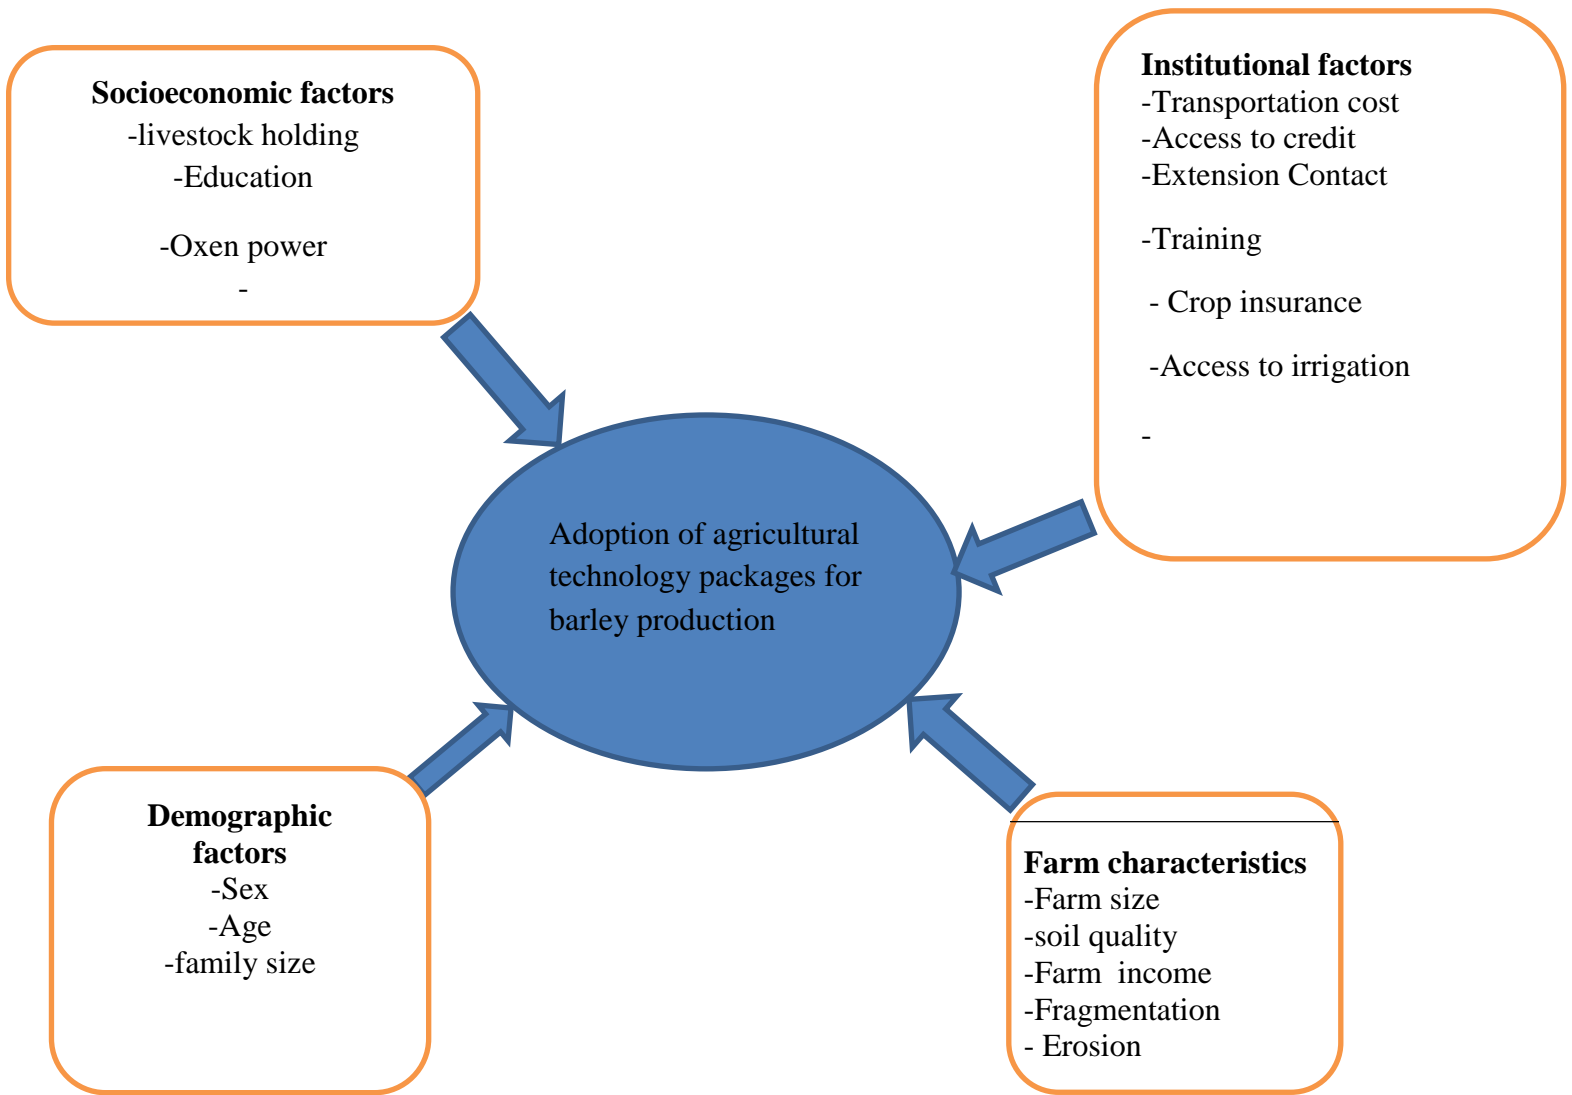 Socioeconomic factors
-livestock holding
-Education
-Oxen power
-
Institutional factors
-Transportation cost
-Access to credit
-Extension Contact
-Training
- Crop insurance
-Access to irrigation
-
Adoption of agricultural
technology packages for
barley production
Demographic
factors
-Sex
-Age
-family size
Farm characteristics
-Farm size
-soil quality
-Farm  income
-Fragmentation
- Erosion